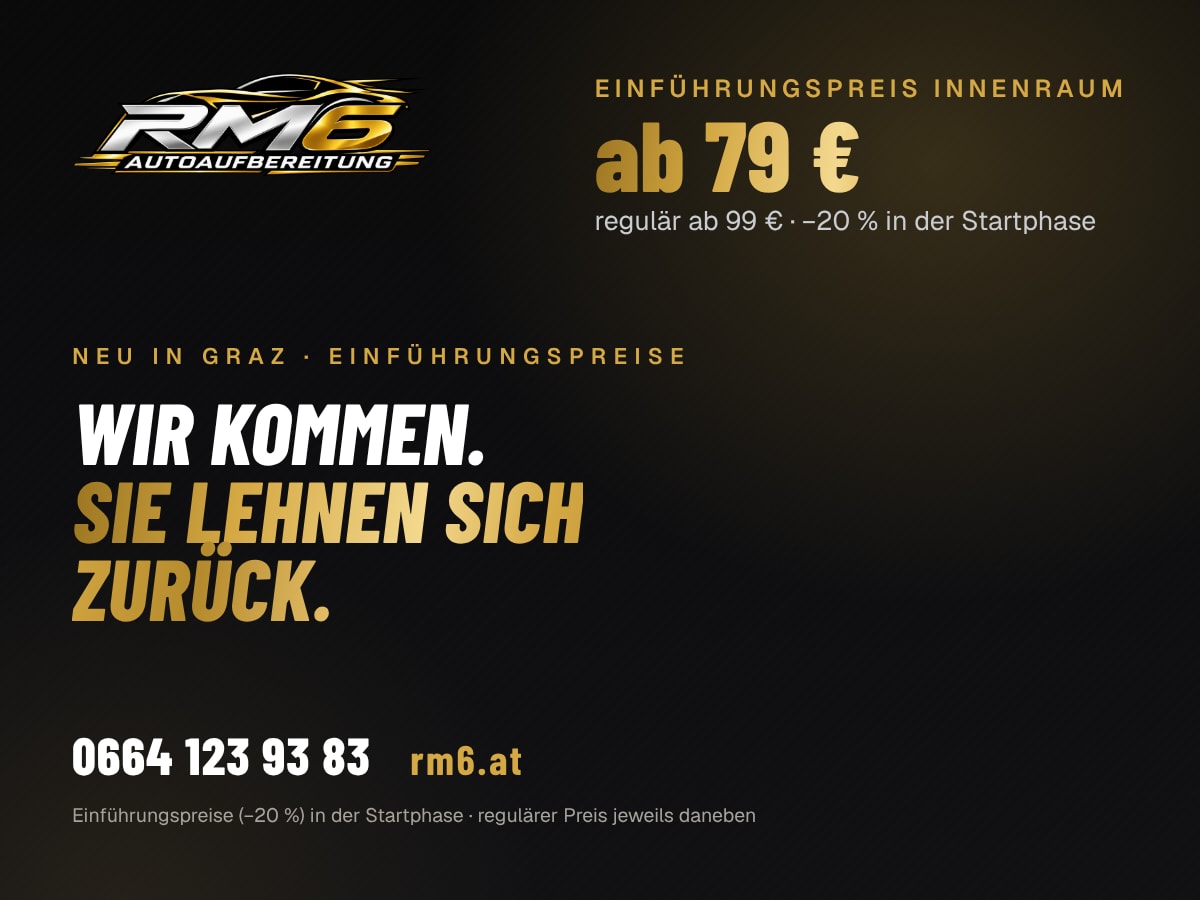 RM6
AUTOAUFBEREITUNG
EINFÜHRUNGSPREIS INNENRAUM
ab 79 €
regulär ab 99 € · −20 % in der Startphase
NEU IN GRAZ · EINFÜHRUNGSPREISE
WIR KOMMEN.
SIE LEHNEN SICH
ZURÜCK.
0664 123 93 83 rm6.at
Einführungspreise (−20 %) in der Startphase · regulärer Preis jeweils daneben